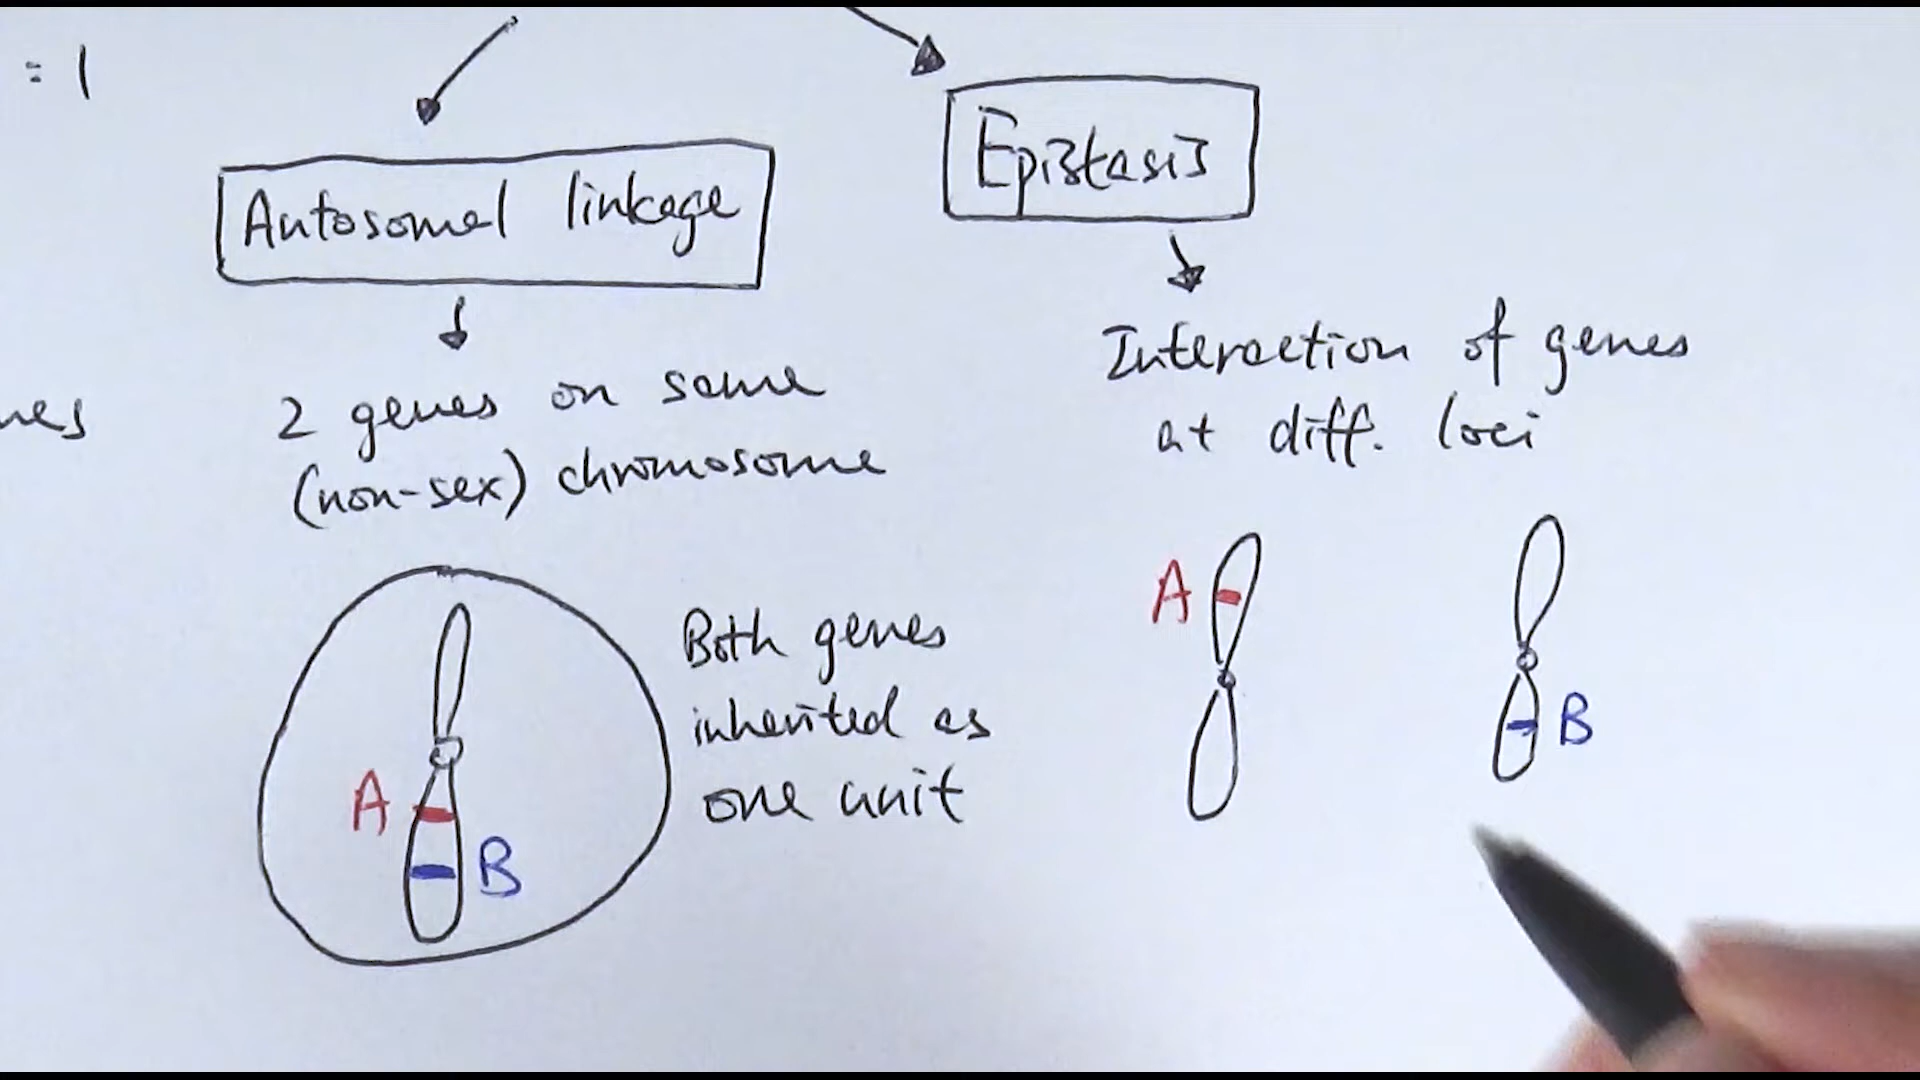 = 1
Autosomal linkage
2 genes on same
(non-sex) chromosome
A
B
Both genes
inherited as
one unit
Epistasis
Interaction of genes
at diff. loci
A
B